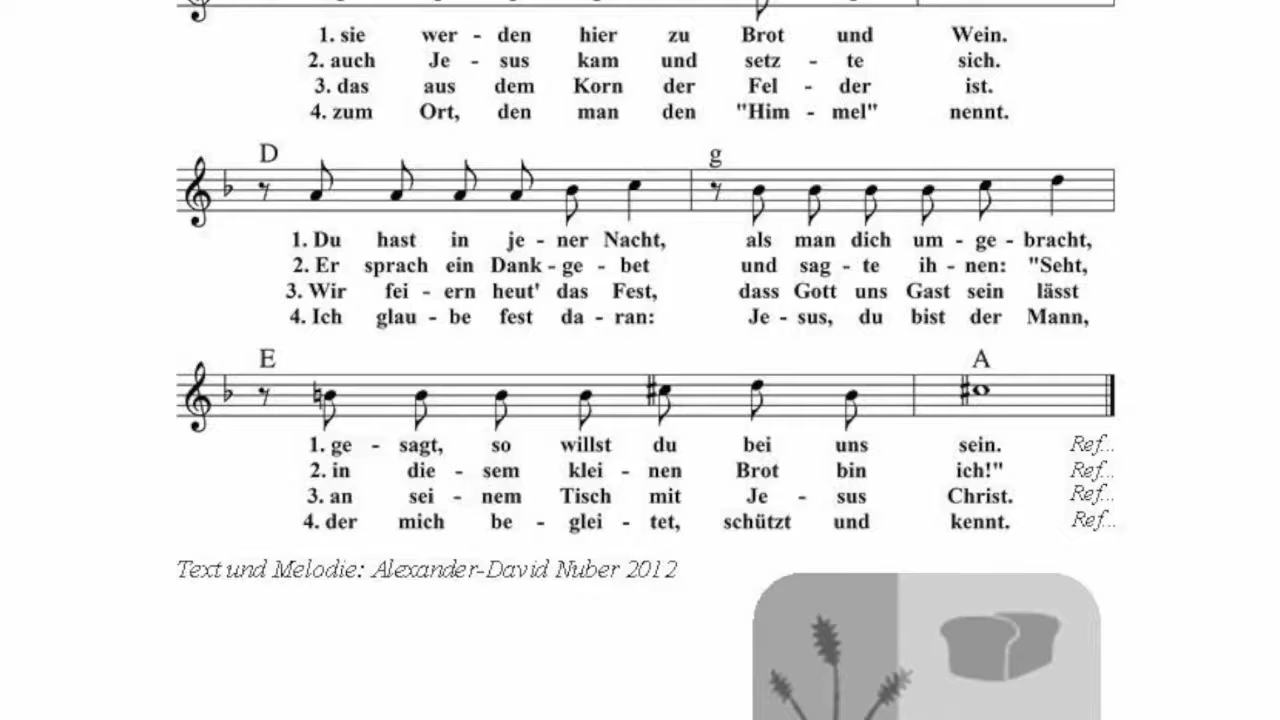 1. sie wer - den hier zu Brot und Wein.
2. auch Je - sus kam und setz - te sich.
3. das aus dem Korn der Fel - der ist.
4. zum Ort, den man den "Him - mel" nennt.
D g
1. Du hast in je - ner Nacht, als man dich um - ge - bracht,
2. Er sprach ein Dank - ge - bet und sag - te ih - nen: "Seht,
3. Wir fei - ern heut' das Fest, dass Gott uns Gast sein lässt
4. Ich glau - be fest da - ran: Je - sus, du bist der Mann,
E A
1. ge - sagt, so willst du bei uns sein. Ref...
2. in die - sem klei - nen Brot bin ich!" Ref...
3. an sei - nem Tisch mit Je - sus Christ. Ref...
4. der mich be - glei - tet, schützt und kennt. Ref...
Text und Melodie: Alexander-David Nuber 2012